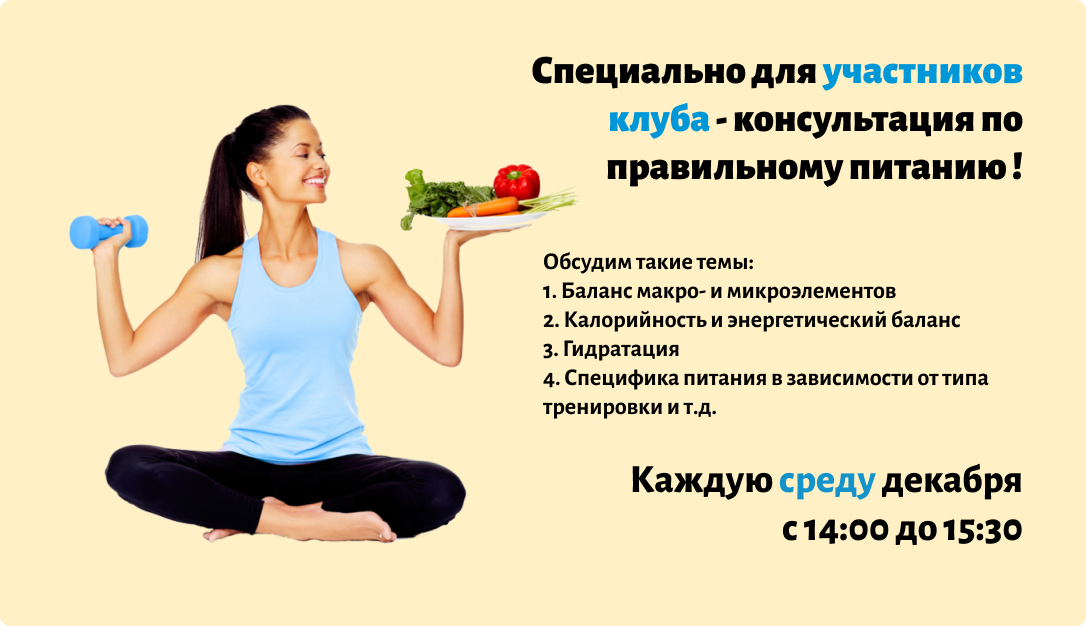 Специально для участников
клуба - консультация по
правильному питанию !
Обсудим такие темы:
1. Баланс макро- и микроэлементов
2. Калорийность и энергетический баланс
3. Гидратация
4. Специфика питания в зависимости от типа
тренировки и т.д.
Каждую среду декабря
с 14:00 до 15:30